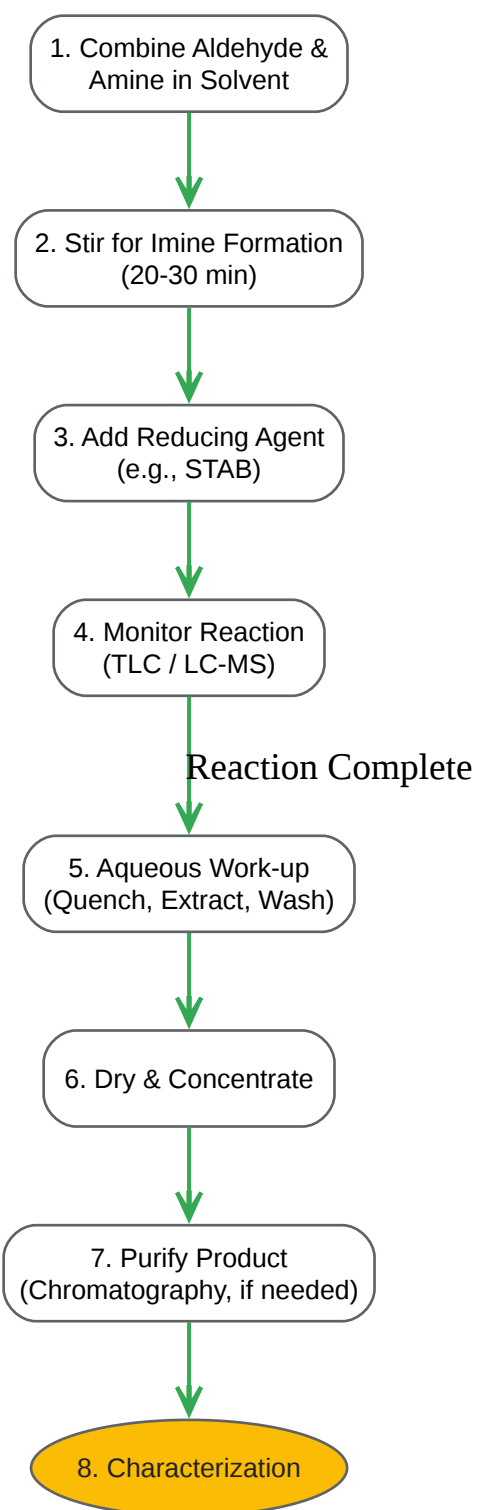 1. Combine Aldehyde &
Amine in Solvent
2. Stir for Imine Formation
(20-30 min)
3. Add Reducing Agent
(e.g., STAB)
4. Monitor Reaction
(TLC / LC-MS)
Reaction Complete
5. Aqueous Work-up
(Quench, Extract, Wash)
6. Dry & Concentrate
7. Purify Product
(Chromatography, if needed)
8. Characterization